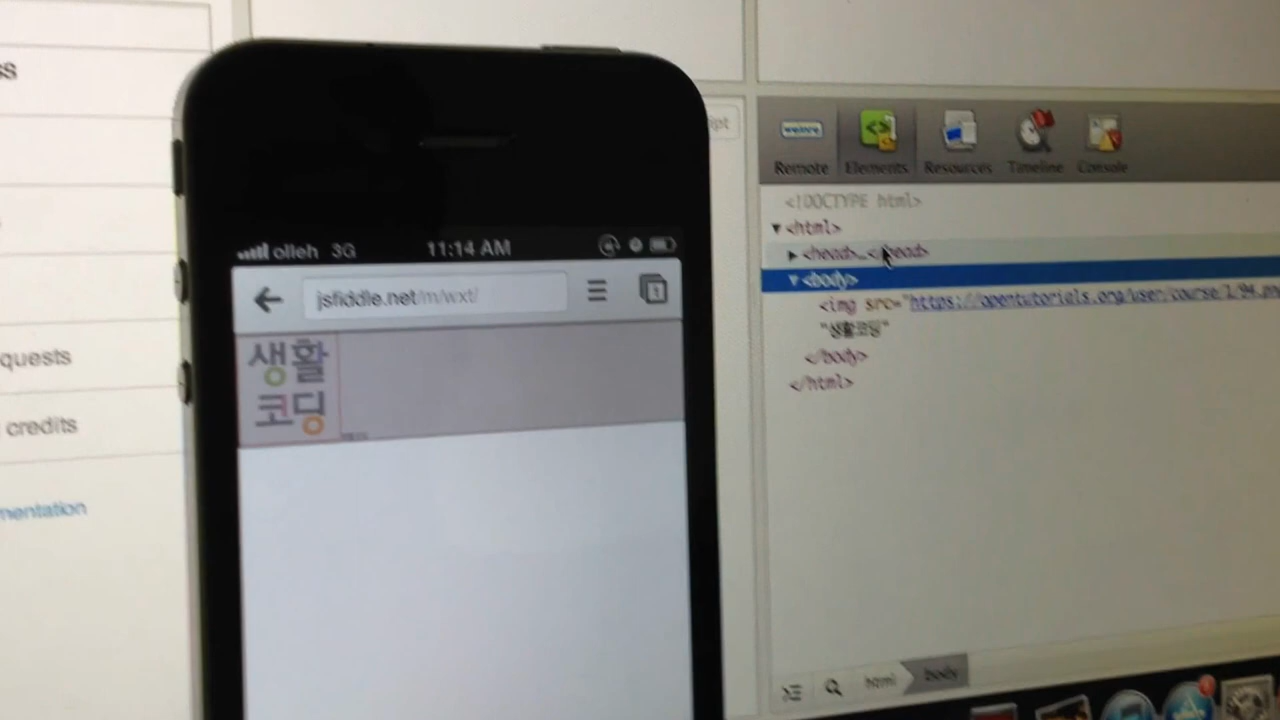 ss
quests
credits
mentation
olleh 3G 11:14 AM
jsfiddle.net/m/wxt/
생활
코딩
ipt
weinre
Remote Elements Resources Timeline Console
<!DOCTYPE html>
▼<html>
▶<head>…</head>
▼<body>
<img src="https://opentutorials.org/user/course/1/94.pn
"생활코딩"
</body>
</html>
html body